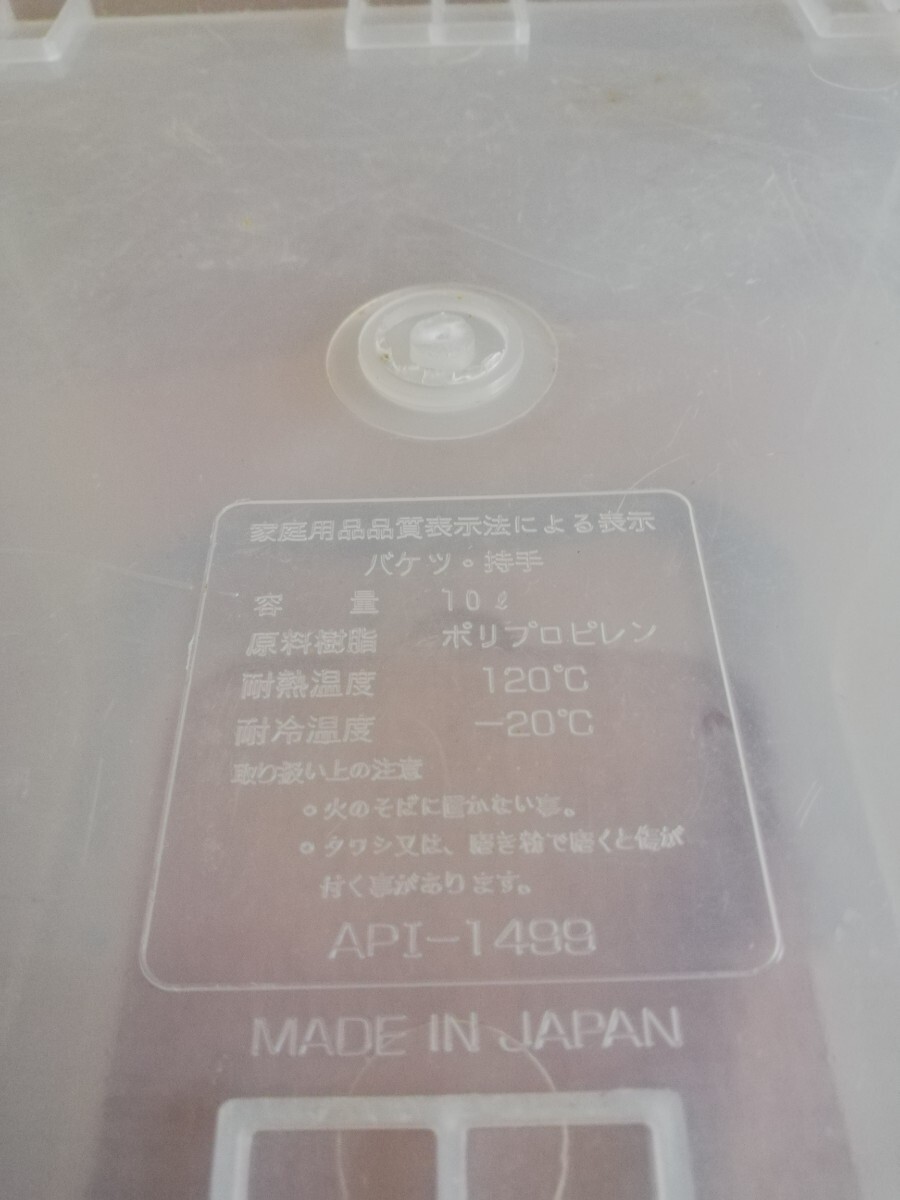 家庭用品品質表示法による表示
バケツ・持手
容 量 10ℓ
原料樹脂 ポリプロピレン
耐熱温度 120℃
耐冷温度 −20℃
取り扱い上の注意
○火のそばに置かない事。
○タワシ又は、磨き粉で磨くと傷が
付く事があります。
API−1499
MADE IN JAPAN